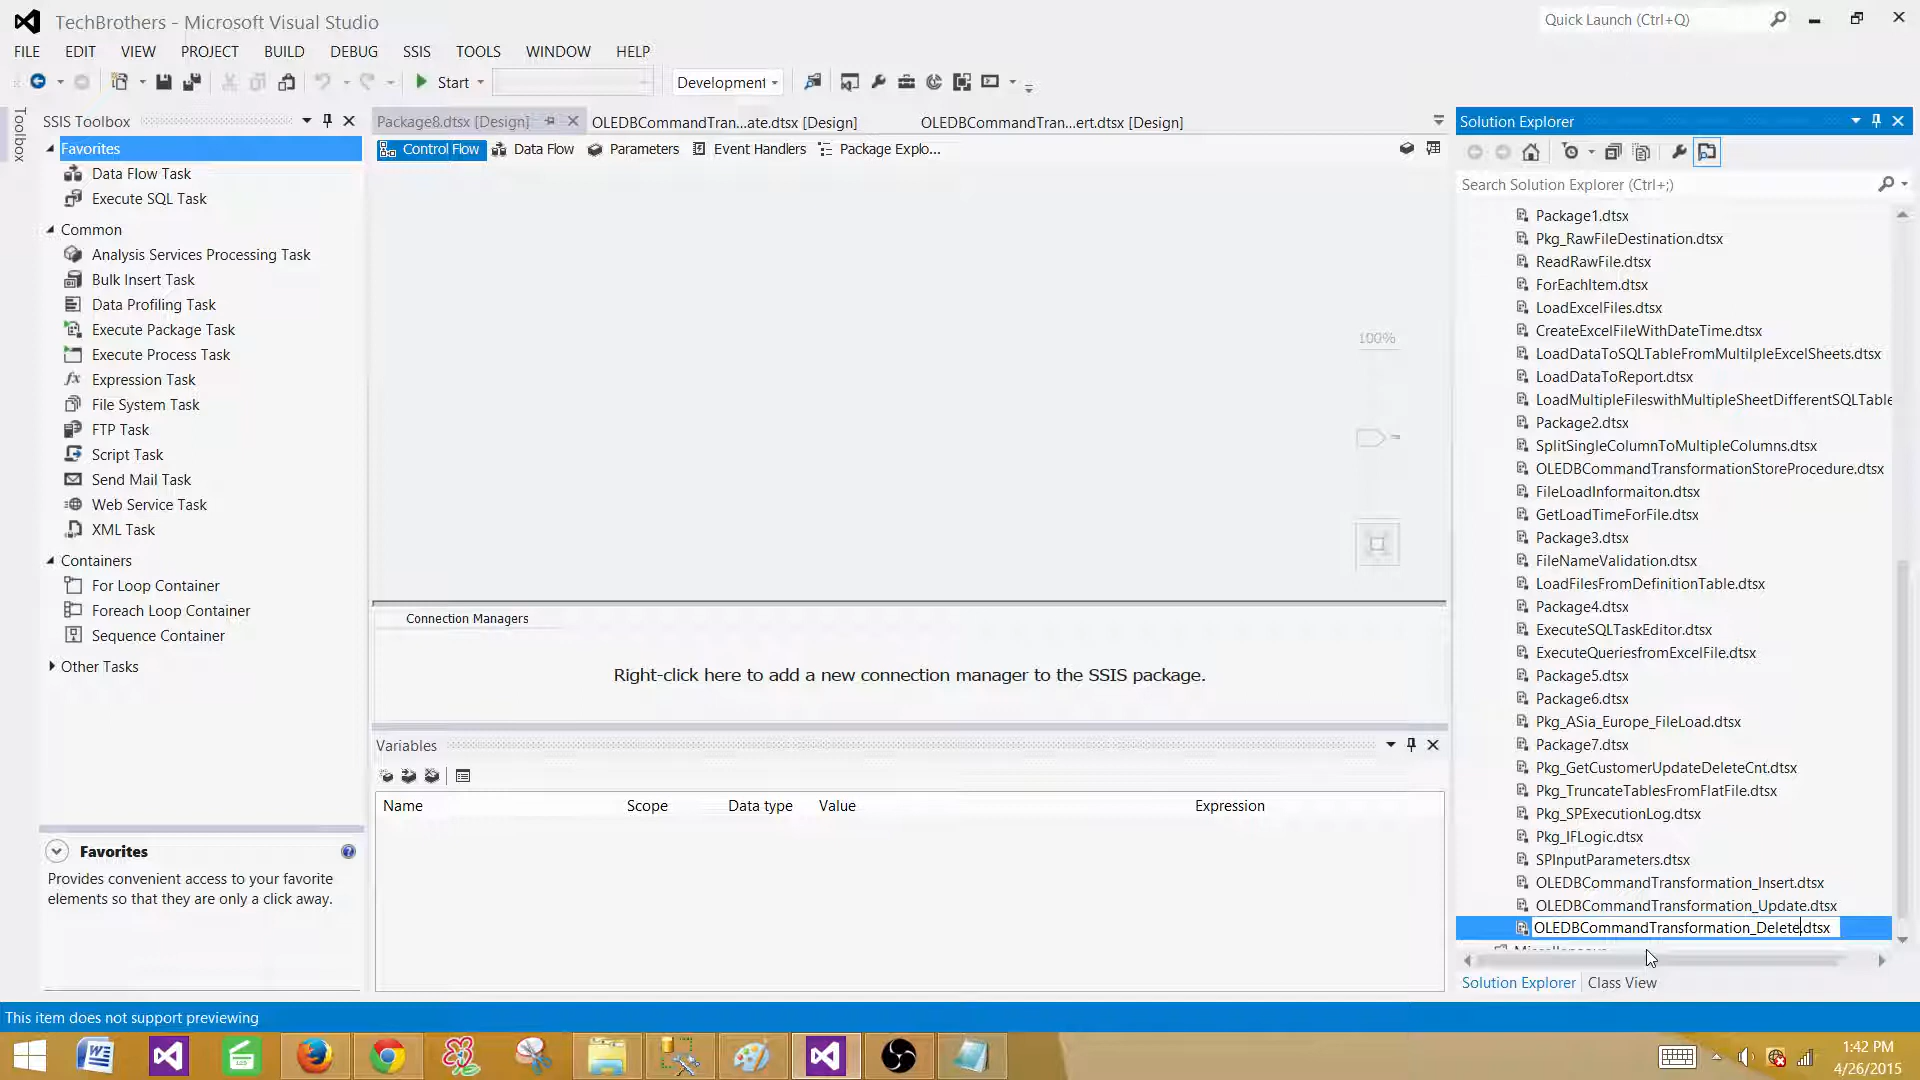 TechBrothers - Microsoft Visual Studio
Quick Launch (Ctrl+Q)
FILE EDIT VIEW PROJECT BUILD DEBUG SSIS TOOLS WINDOW HELP
Start
Development
Toolbox
SSIS Toolbox
Favorites
Data Flow Task
Execute SQL Task
Common
Analysis Services Processing Task
Bulk Insert Task
Data Profiling Task
Execute Package Task
Execute Process Task
Expression Task
File System Task
FTP Task
Script Task
Send Mail Task
Web Service Task
XML Task
Containers
For Loop Container
Foreach Loop Container
Sequence Container
Other Tasks
Favorites
Provides convenient access to your favorite
elements so that they are only a click away.
Package8.dtsx [Design] OLEDBCommandTran...ate.dtsx [Design] OLEDBCommandTran...ert.dtsx [Design]
Control Flow Data Flow Parameters Event Handlers Package Explo...
100%
Connection Managers
Right-click here to add a new connection manager to the SSIS package.
Variables
Name Scope Data type Value Expression
Solution Explorer
Search Solution Explorer (Ctrl+;)
Package1.dtsx
Pkg_RawFileDestination.dtsx
ReadRawFile.dtsx
ForEachItem.dtsx
LoadExcelFiles.dtsx
CreateExcelFileWithDateTime.dtsx
LoadDataToSQLTableFromMultilpleExcelSheets.dtsx
LoadDataToReport.dtsx
LoadMultipleFileswithMultipleSheetDifferentSQLTable
Package2.dtsx
SplitSingleColumnToMultipleColumns.dtsx
OLEDBCommandTransformationStoreProcedure.dtsx
FileLoadInformaiton.dtsx
GetLoadTimeForFile.dtsx
Package3.dtsx
FileNameValidation.dtsx
LoadFilesFromDefinitionTable.dtsx
Package4.dtsx
ExecuteSQLTaskEditor.dtsx
ExecuteQueriesfromExcelFile.dtsx
Package5.dtsx
Package6.dtsx
Pkg_ASia_Europe_FileLoad.dtsx
Package7.dtsx
Pkg_GetCustomerUpdateDeleteCnt.dtsx
Pkg_TruncateTablesFromFlatFile.dtsx
Pkg_SPExecutionLog.dtsx
Pkg_IFLogic.dtsx
SPInputParameters.dtsx
OLEDBCommandTransformation_Insert.dtsx
OLEDBCommandTransformation_Update.dtsx
OLEDBCommandTransformation_Delete.dtsx
Solution Explorer Class View
This item does not support previewing
1:42 PM
4/26/2015